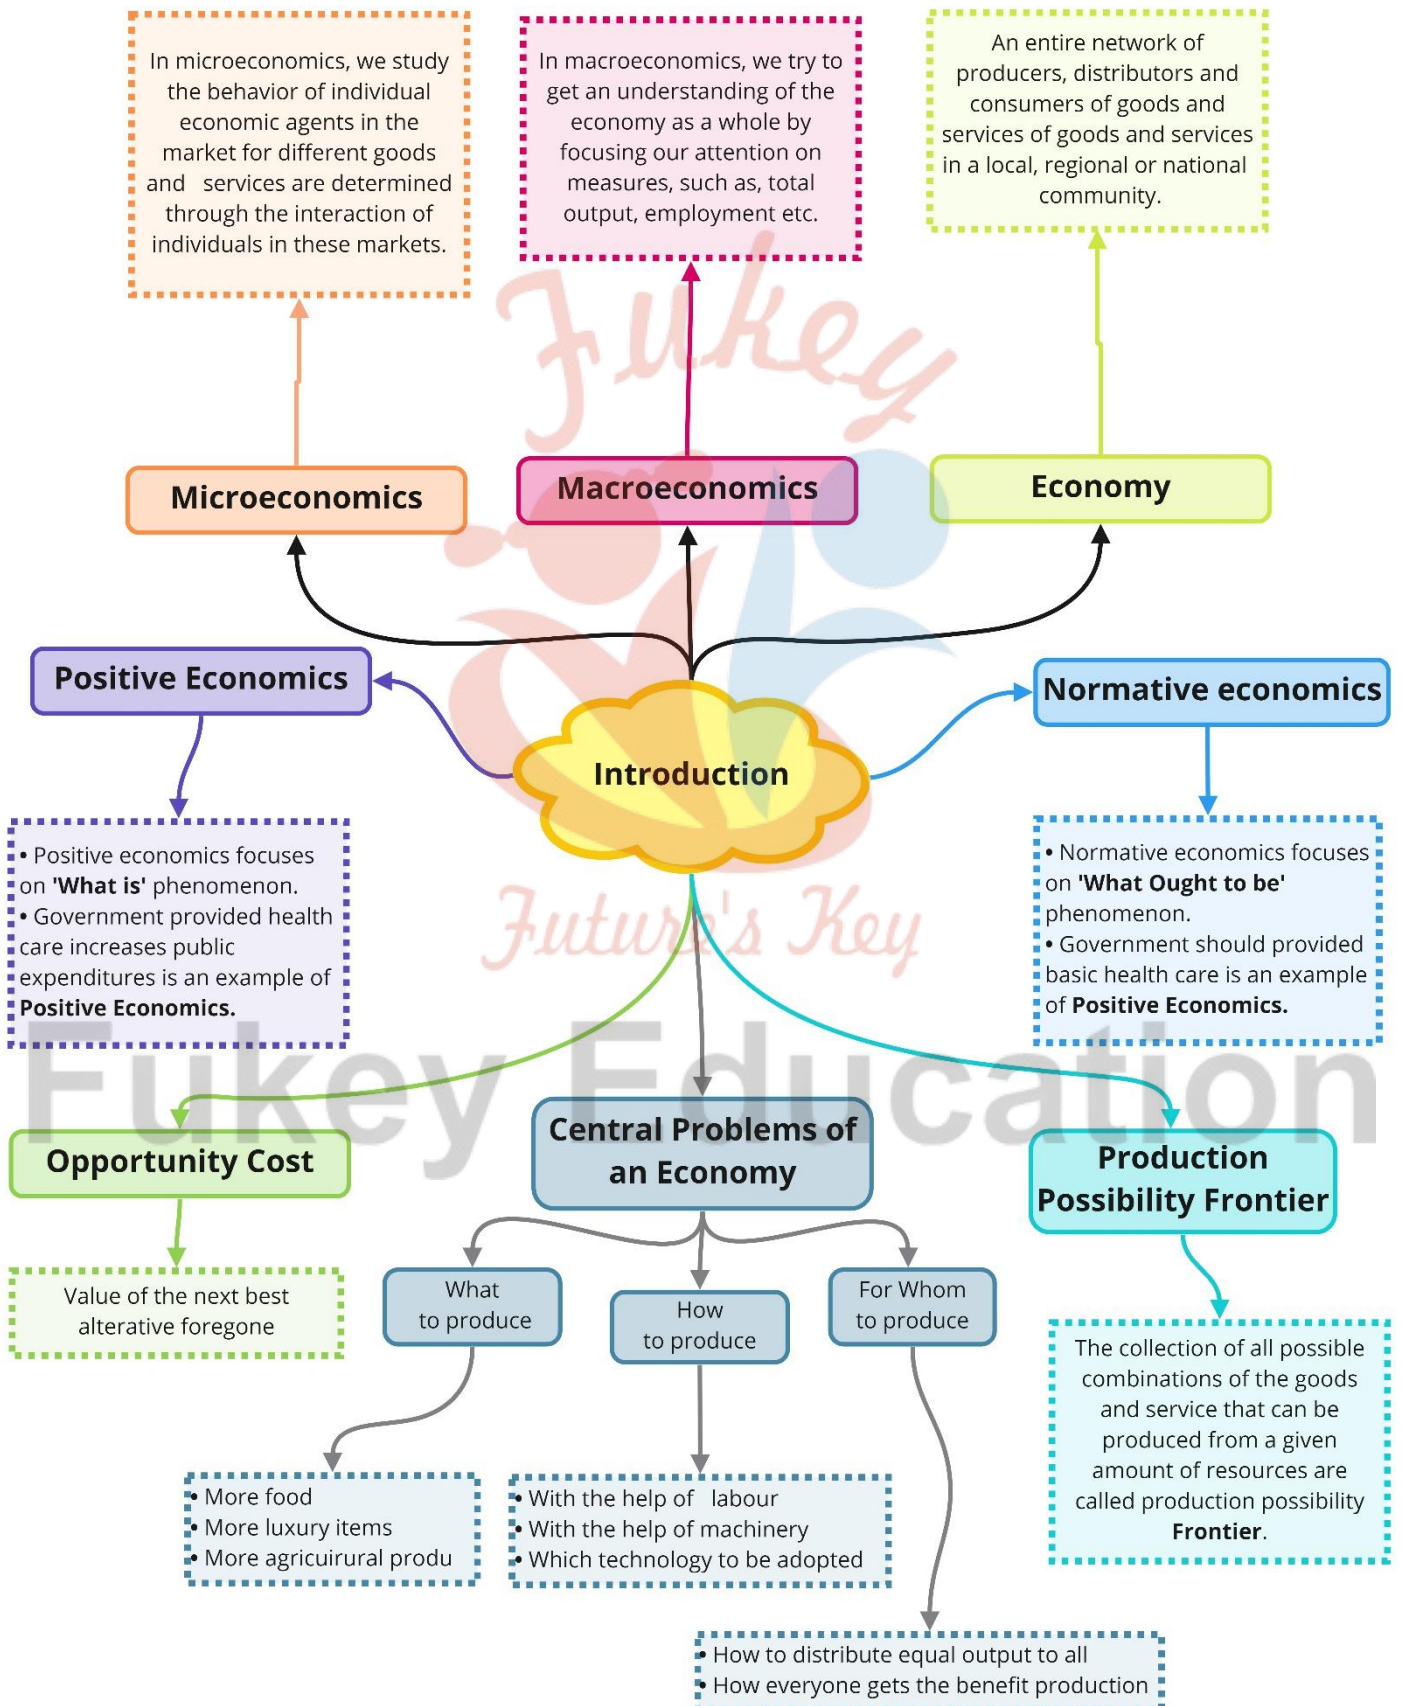 In microeconomics, we study
the behavior of individual
economic agents in the
market for different goods
and services are determined
through the interaction of
individuals in these markets.
In macroeconomics, we try to
get an understanding of the
economy as a whole by
focusing our attention on
measures, such as, total
output, employment etc.
An entire network of
producers, distributors and
consumers of goods and
services of goods and services
in a local, regional or national
community.
Fukey
Microeconomics
Macroeconomics
Economy
Positive Economics
Normative economics
Introduction
• Positive economics focuses
on 'What is' phenomenon.
• Government provided health
care increases public
expenditures is an example of
Positive Economics.
• Normative economics focuses
on 'What Ought to be'
phenomenon.
• Government should provided
basic health care is an example
of Positive Economics.
Future's Key
Fukey Education
Opportunity Cost
Central Problems of
an Economy
Production
Possibility Frontier
Value of the next best
alterative foregone
What
to produce
How
to produce
For Whom
to produce
The collection of all possible
combinations of the goods
and service that can be
produced from a given
amount of resources are
called production possibility
Frontier.
• More food
• More luxury items
• More agricuirural produ
• With the help of labour
• With the help of machinery
• Which technology to be adopted
• How to distribute equal output to all
• How everyone gets the benefit production